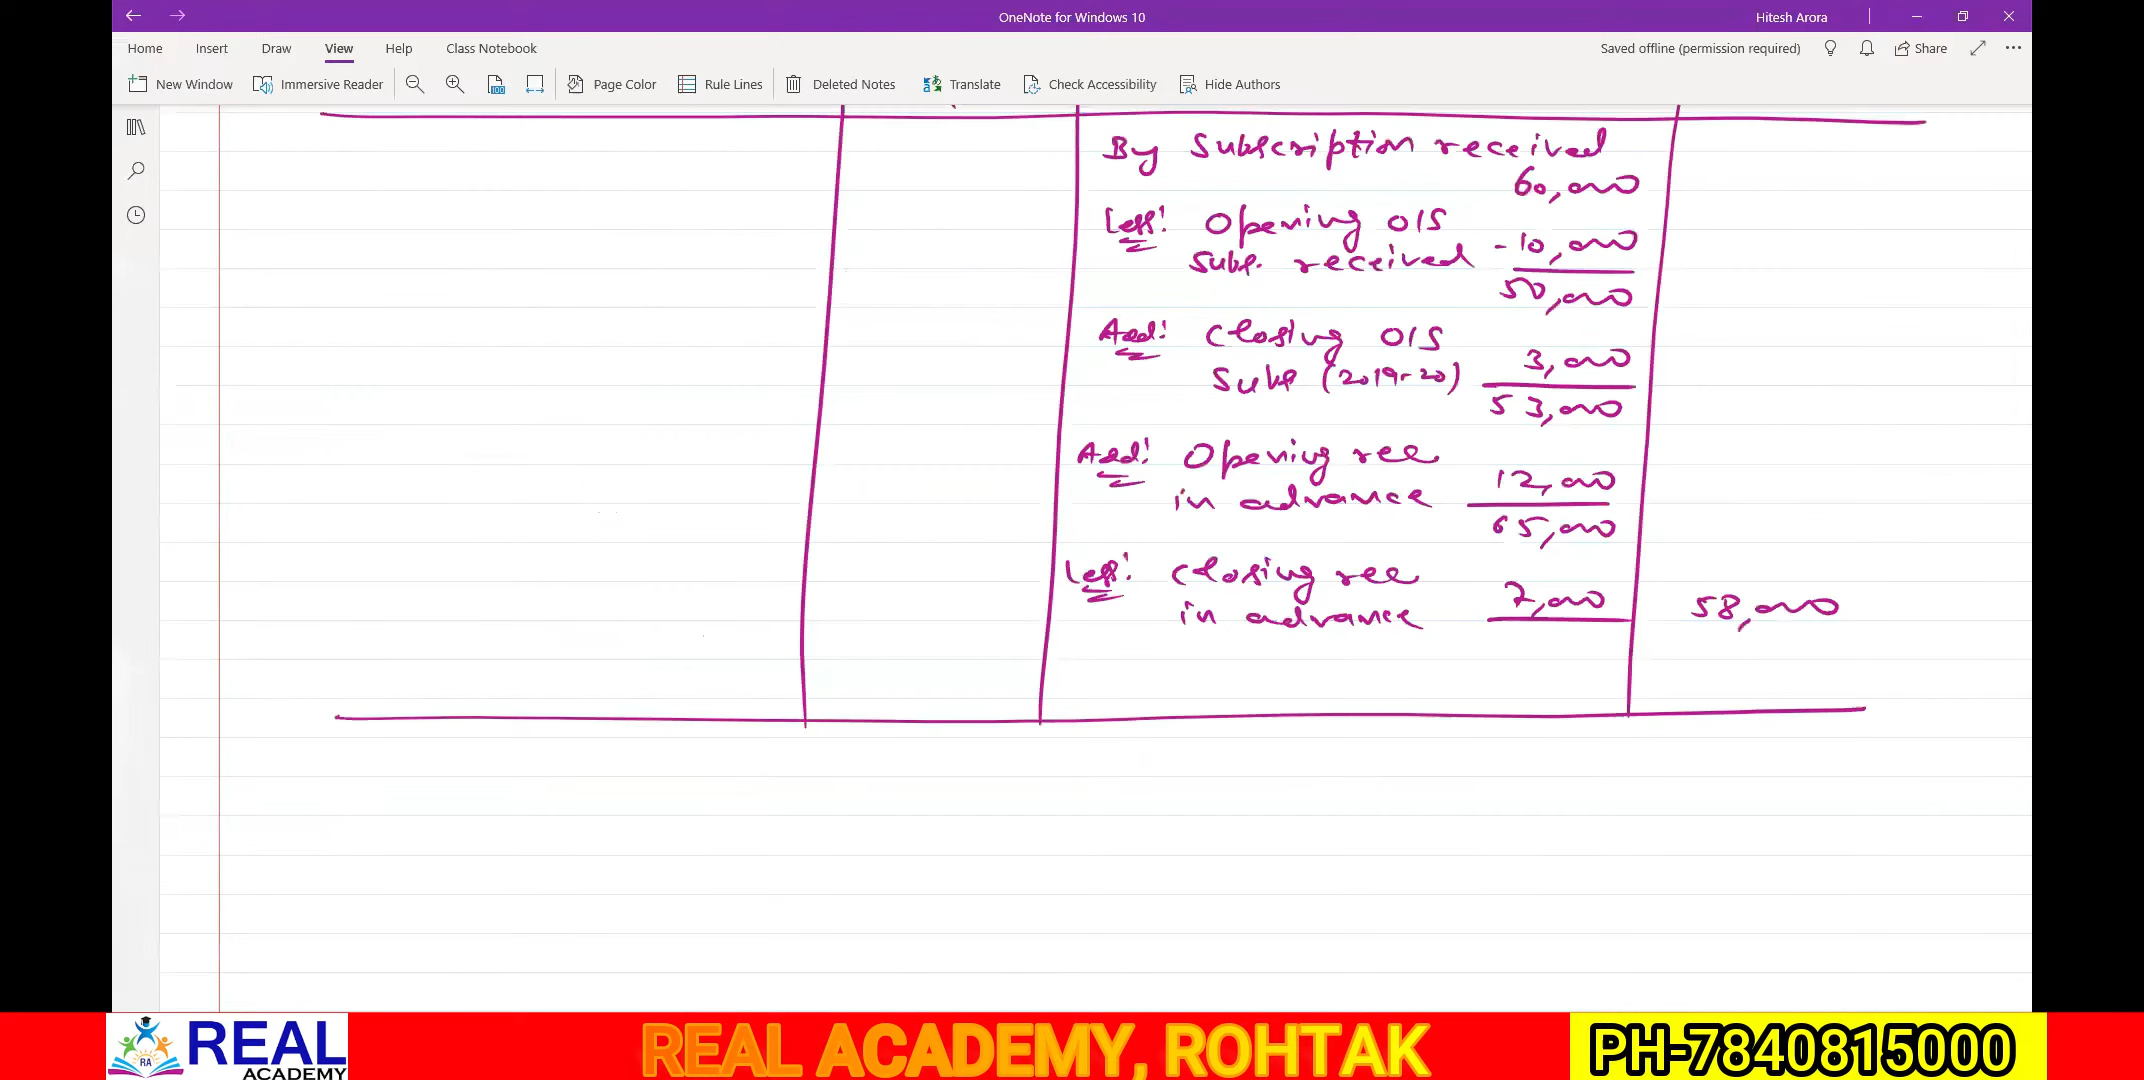 OneNote for Windows 10
Hitesh Arora
Home Insert Draw View Help Class Notebook
Saved offline (permission required) Share
New Window Immersive Reader 100 Page Color Rule Lines Deleted Notes Translate Check Accessibility Hide Authors
By Subscription received
60,000
Less: Opening O/S
Subs. received -10,000
50,000
Add: Closing O/S
Subs (2019-20) 3,000
53,000
Add: Opening rec
in advance 12,000
65,000
Less: Closing rec
in advance 7,000 58,000
RA REAL
ACADEMY
REAL ACADEMY, ROHTAK
PH-7840815000